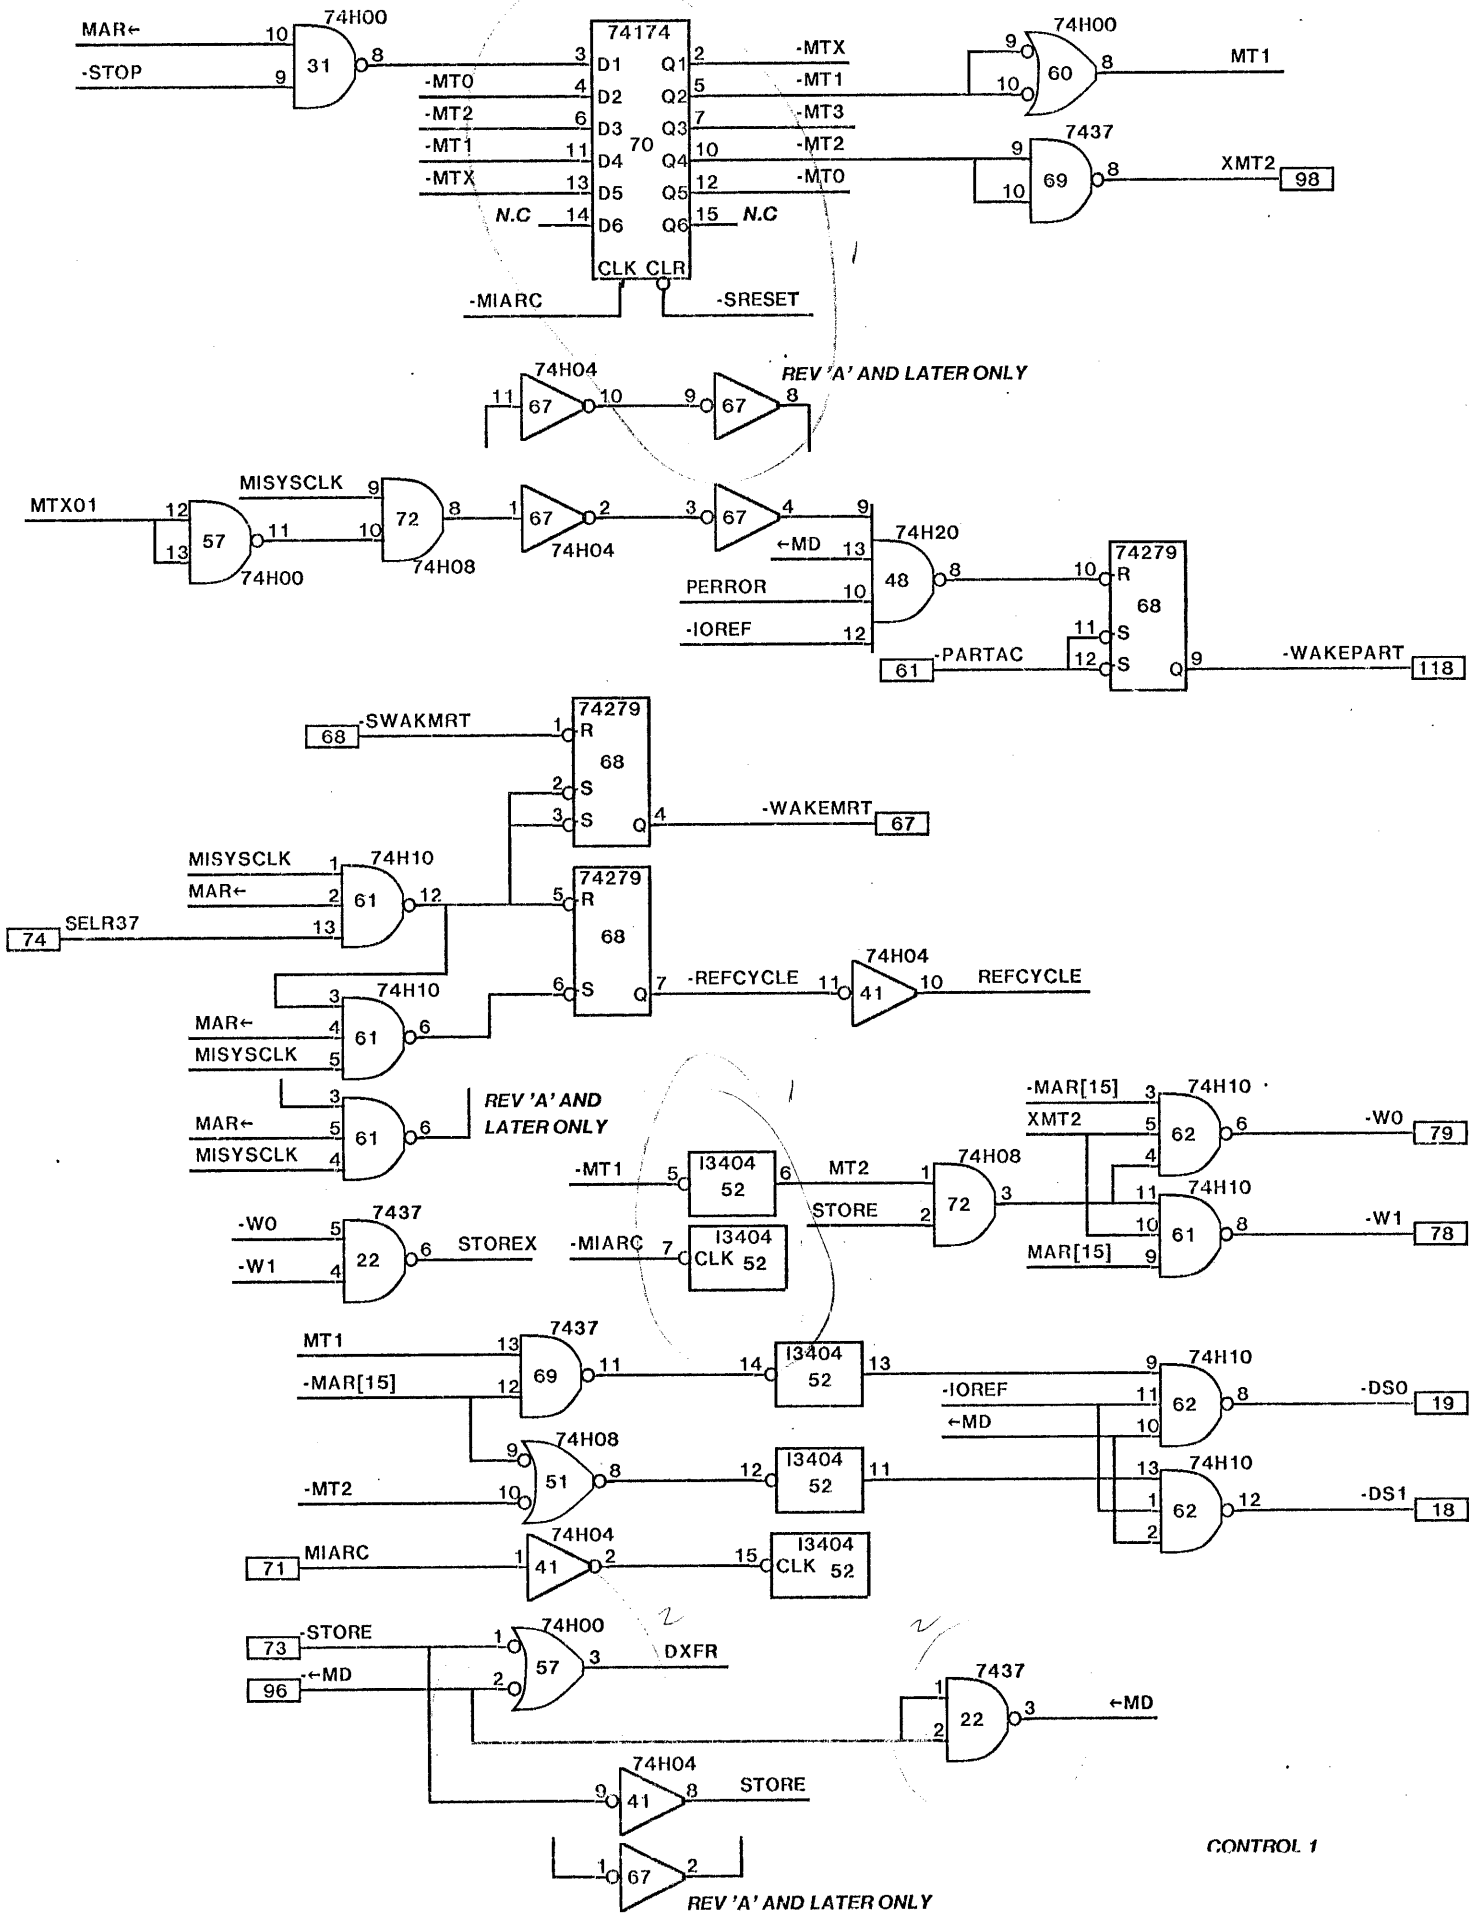 74H00
MAR←
10
31
8
-STOP
9
74174
3 D1 Q1 2 -MTX
-MT0 4 D2 Q2 5 -MT1
-MT2 6 D3 Q3 7 -MT3
70
-MT1 11 D4 Q4 10 -MT2
-MTX 13 D5 Q5 12 -MT0
N.C 14 D6 Q6 15 N.C
CLK CLR
-MIARC
-SRESET
74H00
9
10
60
8
MT1
7437
9
10
69
8
XMT2
98
74H04
11 67 10 9 67 8
REV 'A' AND LATER ONLY
MTX01
12
13
57
11
74H00
MISYSCLK
9
10
72
8
74H08
1 67 2
74H04
3 67 4
9
74H20
←MD 13
48
8
PERROR 10
-IOREF 12
74279
10 R
68
11 S
12 S
Q 9
61 -PARTAC
-WAKEPART 118
74279
68 -SWAKMRT 1 R
68
2 S
3 S
Q 4
-WAKEMRT 67
74H10
MISYSCLK 1
MAR← 2
61
12
74 SELR37 13
74279
5 R
68
6 S
Q 7
-REFCYCLE
74H04
11 41 10
REFCYCLE
74H10
3
MAR← 4
61
6
MISYSCLK 5
3
MAR← 5
61
6
MISYSCLK 4
REV 'A' AND
LATER ONLY
-MT1 5
I3404
52
6
MT2
74H08
1
STORE 2
72
3
-MIARC 7
I3404
CLK 52
-MAR[15] 3
XMT2 5
4
74H10
62
6
-W0 79
74H10
11
10
61
8
MAR[15] 9
-W1 78
7437
-W0 5
-W1 4
22
6
STOREX
7437
MT1 13
-MAR[15] 12
69
11
14
I3404
52
13
74H08
9
-MT2 10
51
8
12
I3404
52
11
74H10
9
-IOREF 11
←MD 10
62
8
-DS0 19
74H10
13
1
2
62
12
-DS1 18
74H04
71 MIARC 1
41
2
15
I3404
CLK 52
2
2
74H00
73 -STORE 1
96 -←MD 2
57
3
DXFR
7437
1
2
22
3
←MD
74H04
9 41 8
STORE
1 67 2
REV 'A' AND LATER ONLY
CONTROL 1